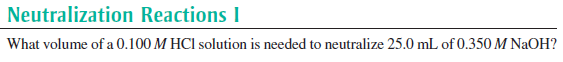 Neutralization Reactions I
What volume of a 0.100 M HCl solution is needed to neutralize 25.0 mL of 0.350 M NaOH?